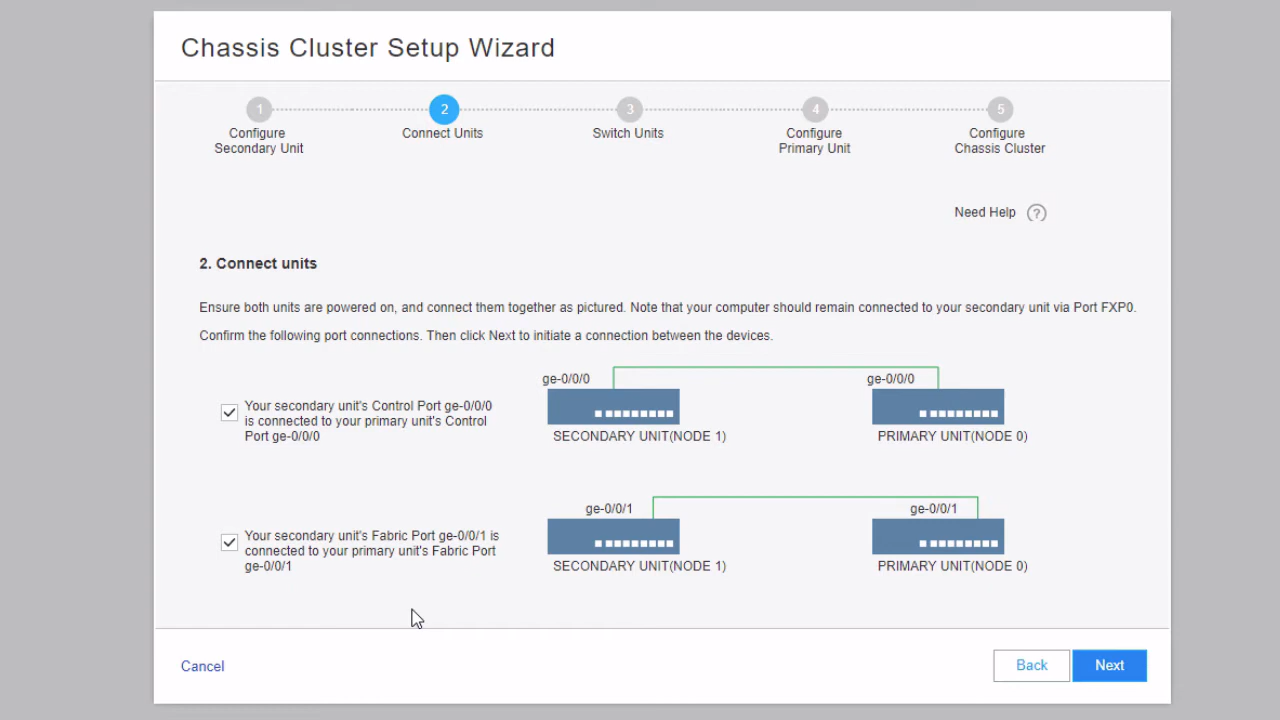 Chassis Cluster Setup Wizard
1 2 3 4 5
Configure
Secondary Unit
Connect Units
Switch Units
Configure
Primary Unit
Configure
Chassis Cluster
Need Help ?
2. Connect units
Ensure both units are powered on, and connect them together as pictured. Note that your computer should remain connected to your secondary unit via Port FXP0.
Confirm the following port connections. Then click Next to initiate a connection between the devices.
Your secondary unit's Control Port ge-0/0/0
is connected to your primary unit's Control
Port ge-0/0/0
ge-0/0/0
SECONDARY UNIT(NODE 1)
ge-0/0/0
PRIMARY UNIT(NODE 0)
Your secondary unit's Fabric Port ge-0/0/1 is
connected to your primary unit's Fabric Port
ge-0/0/1
ge-0/0/1
SECONDARY UNIT(NODE 1)
ge-0/0/1
PRIMARY UNIT(NODE 0)
Cancel
Back
Next